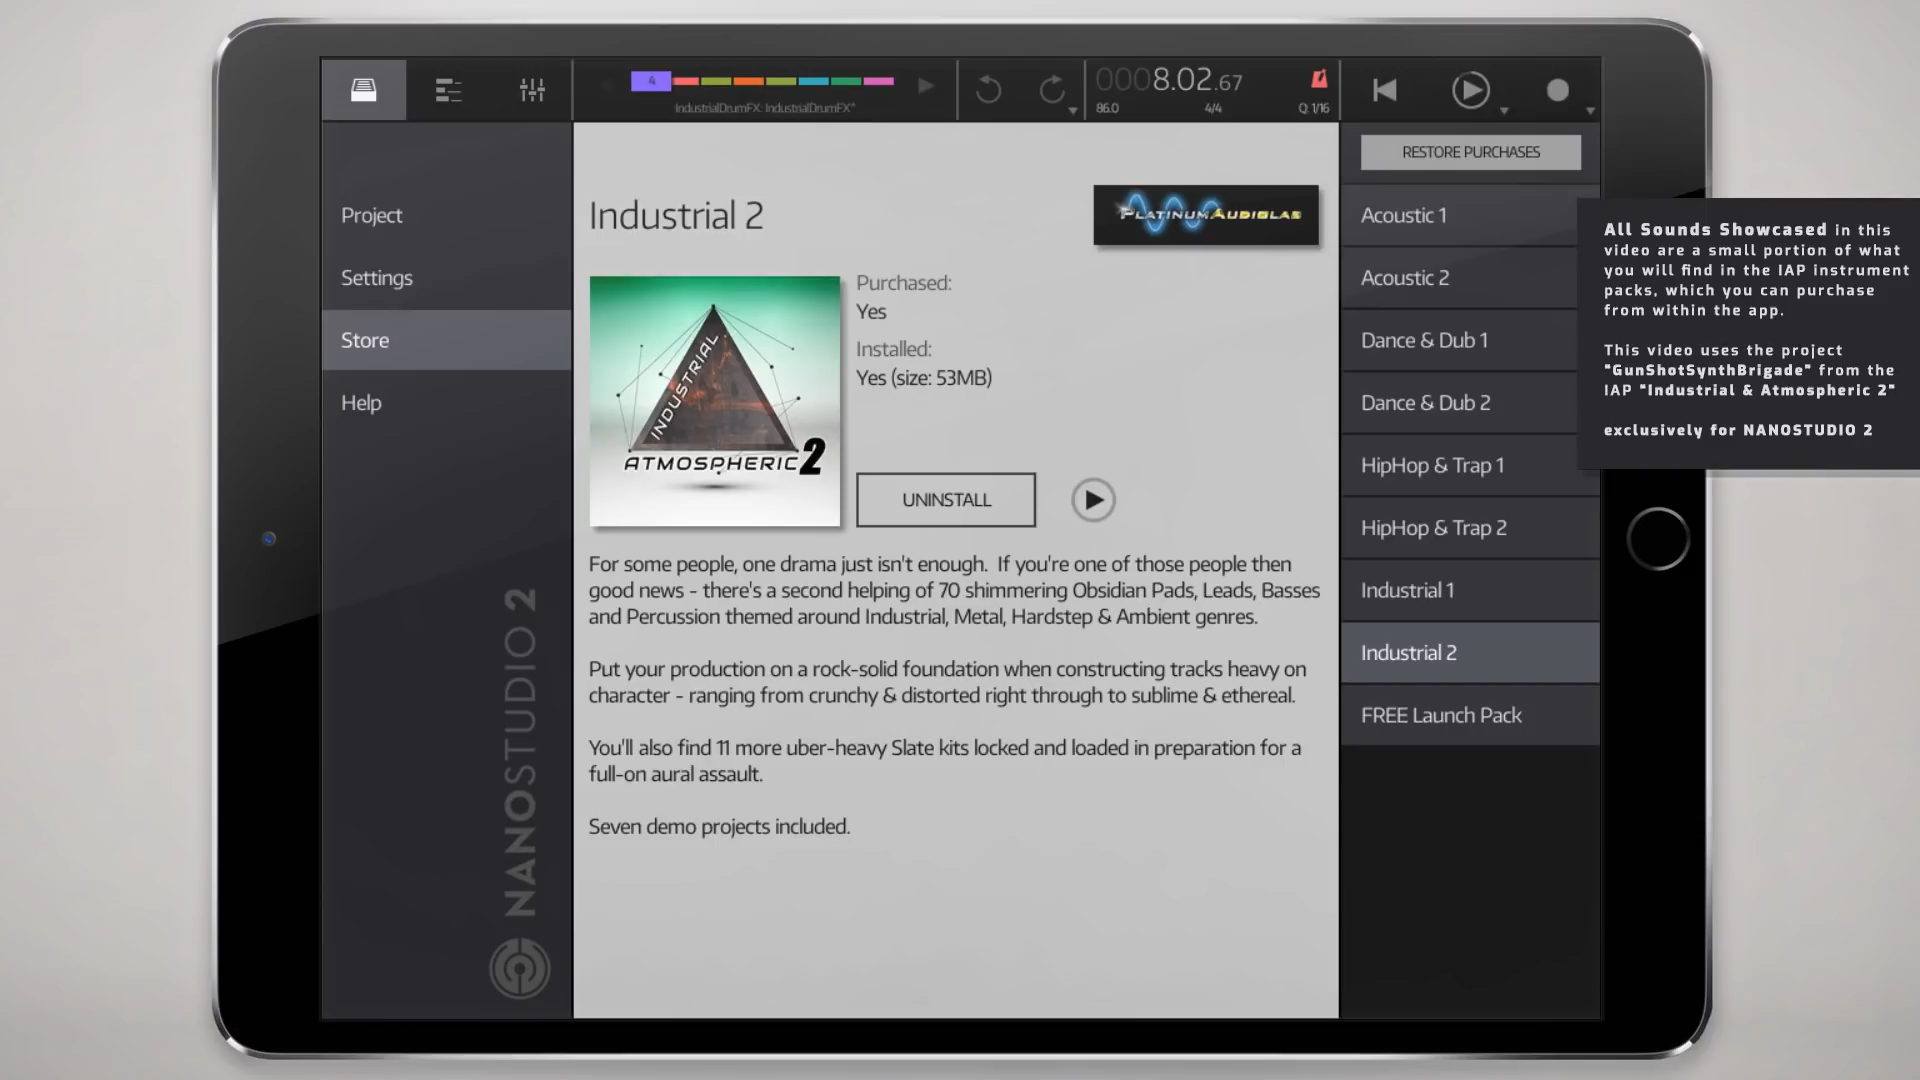 4
IndustrialDrumFX: IndustrialDrumFX*
0008.02.67
86.0
4/4
Q: 1/16
Project
Settings
Store
Help
NANOSTUDIO 2
Industrial 2
PLATINUMAUDIOLAB
INDUSTRIAL
ATMOSPHERIC 2
Purchased:
Yes
Installed:
Yes (size: 53MB)
UNINSTALL
For some people, one drama just isn't enough. If you're one of those people then
good news - there's a second helping of 70 shimmering Obsidian Pads, Leads, Basses
and Percussion themed around Industrial, Metal, Hardstep & Ambient genres.
Put your production on a rock-solid foundation when constructing tracks heavy on
character - ranging from crunchy & distorted right through to sublime & ethereal.
You'll also find 11 more uber-heavy Slate kits locked and loaded in preparation for a
full-on aural assault.
Seven demo projects included.
RESTORE PURCHASES
Acoustic 1
Acoustic 2
Dance & Dub 1
Dance & Dub 2
HipHop & Trap 1
HipHop & Trap 2
Industrial 1
Industrial 2
FREE Launch Pack
All Sounds Showcased in this
video are a small portion of what
you will find in the IAP instrument
packs, which you can purchase
from within the app.
This video uses the project
"GunShotSynthBrigade" from the
IAP "Industrial & Atmospheric 2"
exclusively for NANOSTUDIO 2